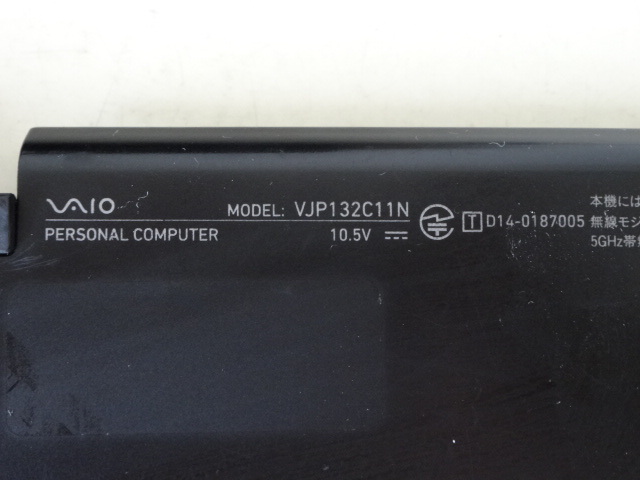 VAIO MODEL: VJP132C11N
PERSONAL COMPUTER 10.5V
T D14-0187005
本機には
無線モジ
5GHz帯